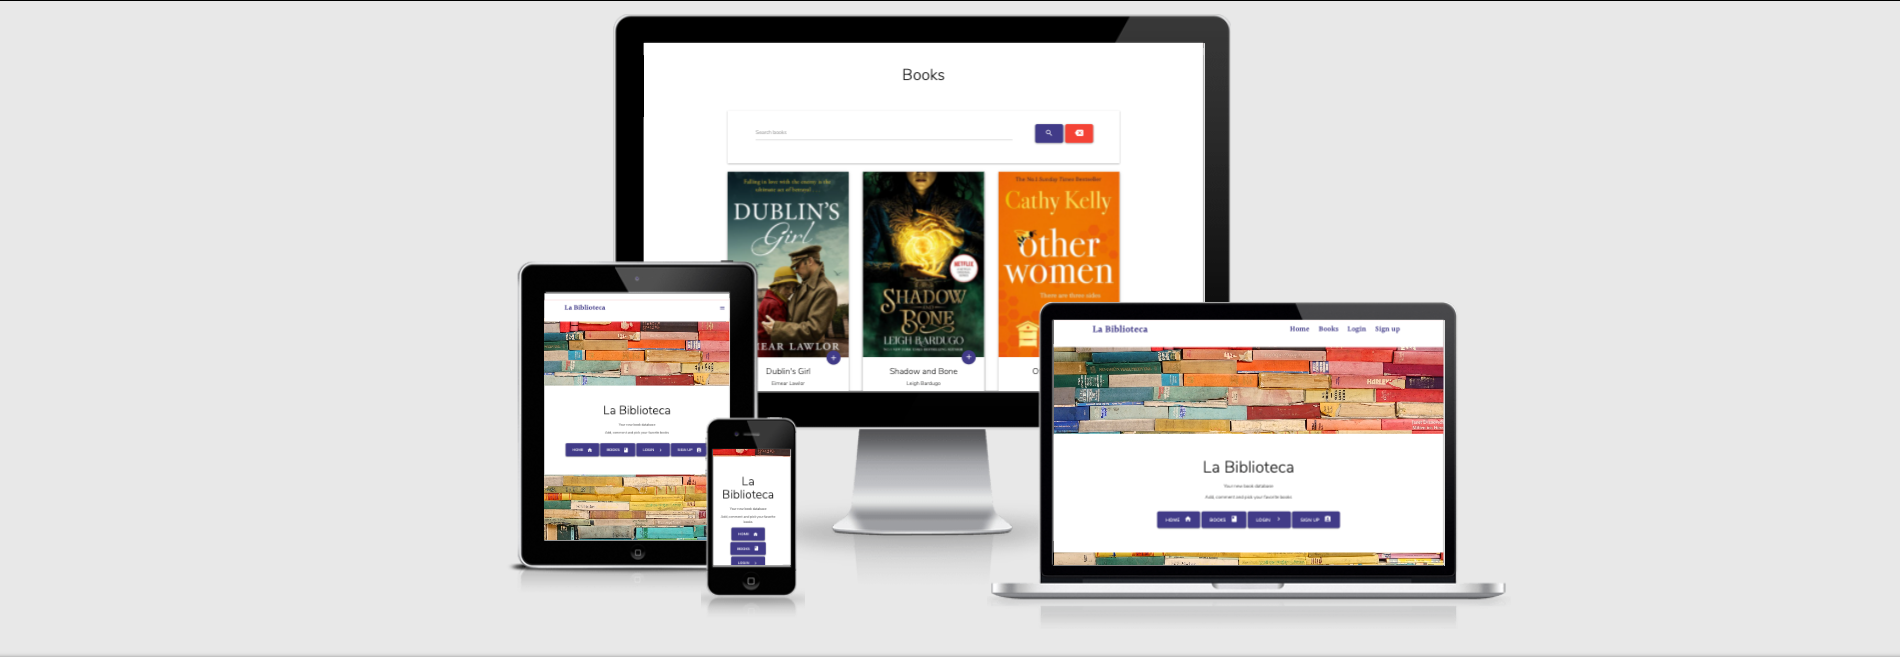 Books
Search books
Falling in love with the enemy is the
ultimate act of betrayal...
DUBLIN'S
Girl
EAR LAWLOR
Dublin's Girl
Eimear Lawlor
NETFLIX
SHADOW
AND
BONE
LEIGH BARDUGO
Shadow and Bone
Leigh Bardugo
The No.1 Sunday Times Bestseller
Cathy Kelly
other
women
There are three sides
O
La Biblioteca
La Biblioteca
Your new book database
Add, comment and pick your favorite books
HOME
BOOKS
LOGIN
SIGN UP
La
Biblioteca
Your new book database
Add, comment and pick your favorite
books
HOME
BOOKS
LOGIN
La Biblioteca
Home Books Login Sign up
La Biblioteca
Your new book database
Add, comment and pick your favorite books
HOME
BOOKS
LOGIN
SIGN UP